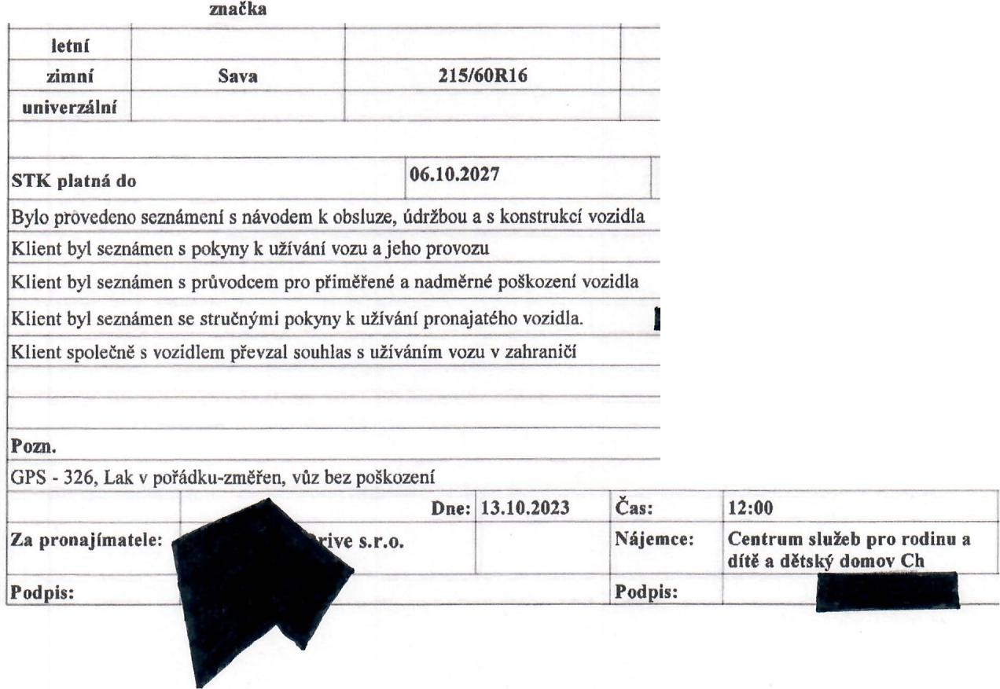 značka
letní
zimní Sava 215/60R16
univerzální
STK platná do 06.10.2027
Bylo provedeno seznámení s návodem k obsluze, údržbou a s konstrukcí vozidla
Klient byl seznámen s pokyny k užívání vozu a jeho provozu
Klient byl seznámen s průvodcem pro přiměřené a nadměrné poškození vozidla
Klient byl seznámen se stručnými pokyny k užívání pronajatého vozidla.
Klient společně s vozidlem převzal souhlas s užíváním vozu v zahraničí
Pozn.
GPS - 326, Lak v pořádku-změřen, vůz bez poškození
Dne: 13.10.2023 Čas: 12:00
Za pronajímatele: rive s.r.o. Nájemce: Centrum služeb pro rodinu a
dítě a dětský domov Ch
Podpis: Podpis: